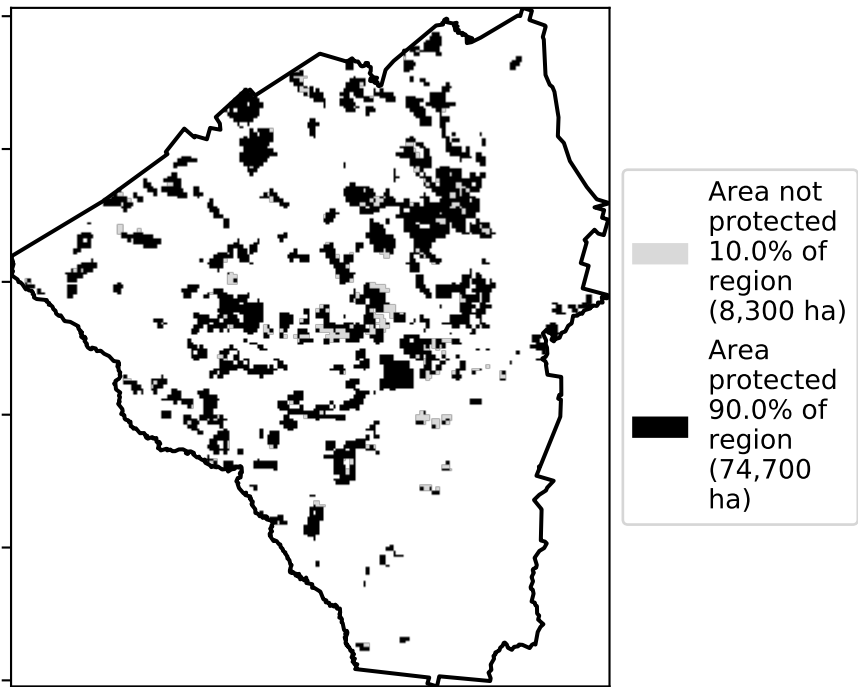 Area not
protected
10.0% of
region
(8,300 ha)
Area
protected
90.0% of
region
(74,700
ha)